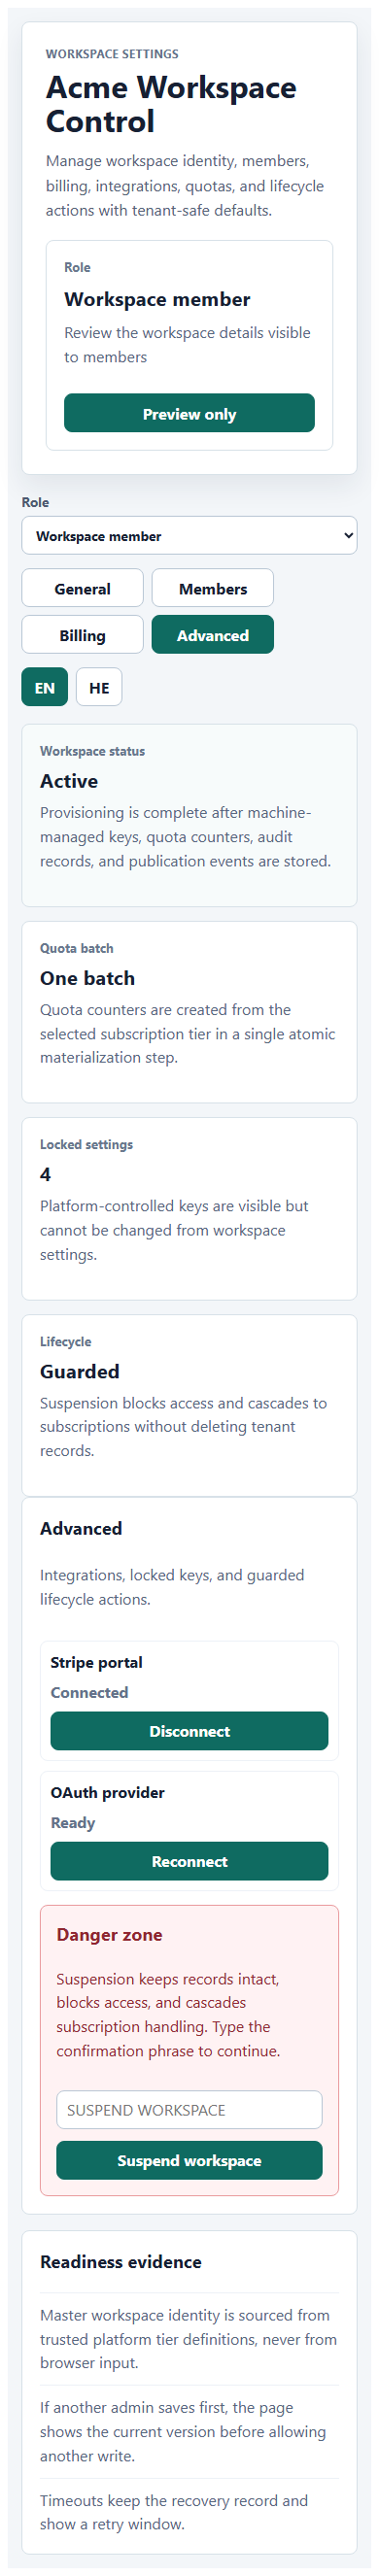 WORKSPACE SETTINGS
Acme Workspace
Control
Manage workspace identity, members,
billing, integrations, quotas, and lifecycle
actions with tenant-safe defaults.
Role
Workspace member
Review the workspace details visible
to members
Preview only
Role
Workspace member
General
Members
Billing
Advanced
EN
HE
Workspace status
Active
Provisioning is complete after machine-
managed keys, quota counters, audit
records, and publication events are stored.
Quota batch
One batch
Quota counters are created from the
selected subscription tier in a single atomic
materialization step.
Locked settings
4
Platform-controlled keys are visible but
cannot be changed from workspace
settings.
Lifecycle
Guarded
Suspension blocks access and cascades to
subscriptions without deleting tenant
records.
Advanced
Integrations, locked keys, and guarded
lifecycle actions.
Stripe portal
Connected
Disconnect
OAuth provider
Ready
Reconnect
Danger zone
Suspension keeps records intact,
blocks access, and cascades
subscription handling. Type the
confirmation phrase to continue.
SUSPEND WORKSPACE
Suspend workspace
Readiness evidence
Master workspace identity is sourced from
trusted platform tier definitions, never from
browser input.
If another admin saves first, the page
shows the current version before allowing
another write.
Timeouts keep the recovery record and
show a retry window.